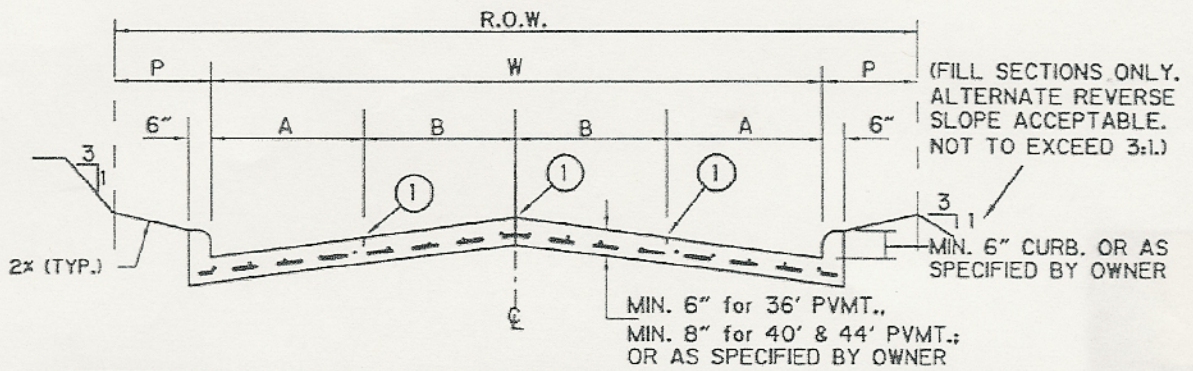 R.O.W.
P
W
P
6"
A
B
B
A
6"
(FILL SECTIONS ONLY.
ALTERNATE REVERSE
SLOPE ACCEPTABLE.
NOT TO EXCEED 3:1.)
3
1
1
1
1
3
1
2% (TYP.)
MIN. 6" CURB. OR AS
SPECIFIED BY OWNER
MIN. 6" for 36' PVMT.,
MIN. 8" for 40' & 44' PVMT.;
OR AS SPECIFIED BY OWNER
℄